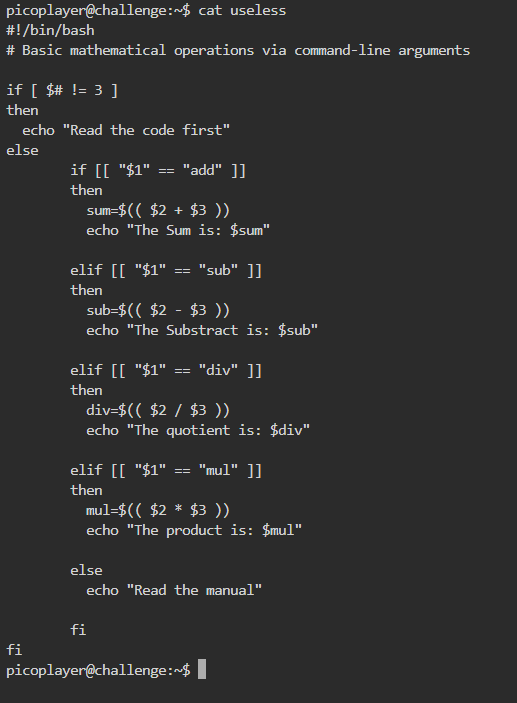 picoplayer@challenge:~$ cat useless
#!/bin/bash
# Basic mathematical operations via command-line arguments
if [ $# != 3 ]
then
  echo "Read the code first"
else
        if [[ "$1" == "add" ]]
        then
          sum=$(( $2 + $3 ))
          echo "The Sum is: $sum"
        elif [[ "$1" == "sub" ]]
        then
          sub=$(( $2 - $3 ))
          echo "The Substract is: $sub"
        elif [[ "$1" == "div" ]]
        then
          div=$(( $2 / $3 ))
          echo "The quotient is: $div"
        elif [[ "$1" == "mul" ]]
        then
          mul=$(( $2 * $3 ))
          echo "The product is: $mul"
        else
          echo "Read the manual"
        fi
fi
picoplayer@challenge:~$